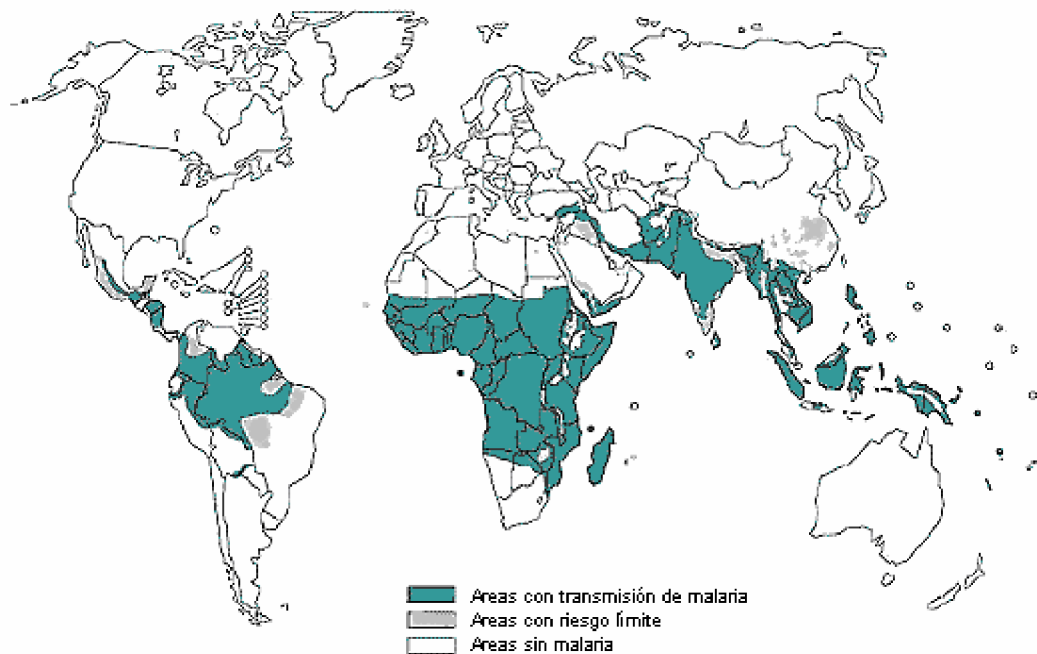 Areas con transmisión de malaria
Areas con riesgo límite
Areas sin malaria